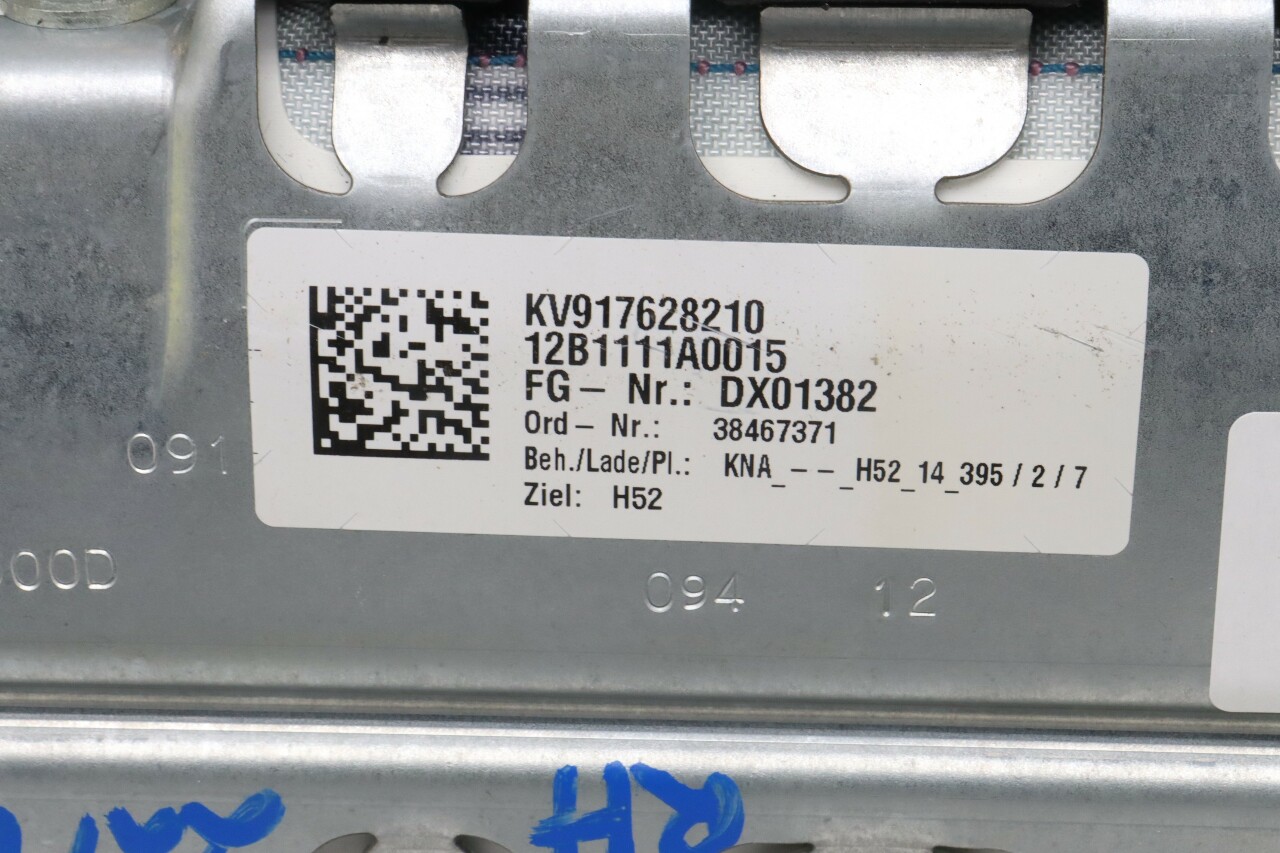 KV917628210
12B1111A0015
FG – Nr.: DX01382
Ord – Nr.: 38467371
Beh./Lade/Pl.: KNA_ – – _H52_14_395 / 2 / 7
Ziel: H52
091
00D
094 12
RH